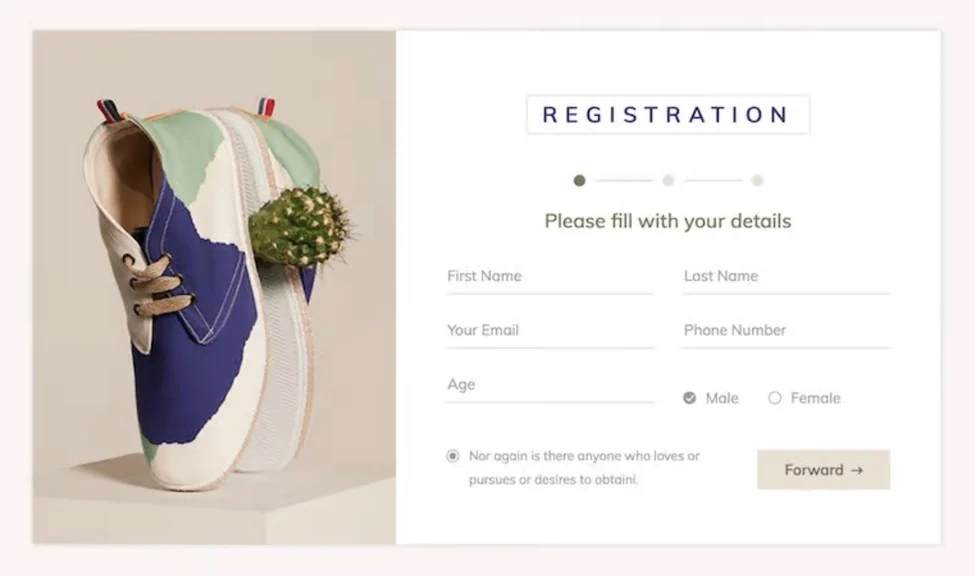 REGISTRATION
Please fill with your details
First Name
Last Name
Your Email
Phone Number
Age
Male
Female
Nor again is there anyone who loves or
pursues or desires to obtaini.
Forward →